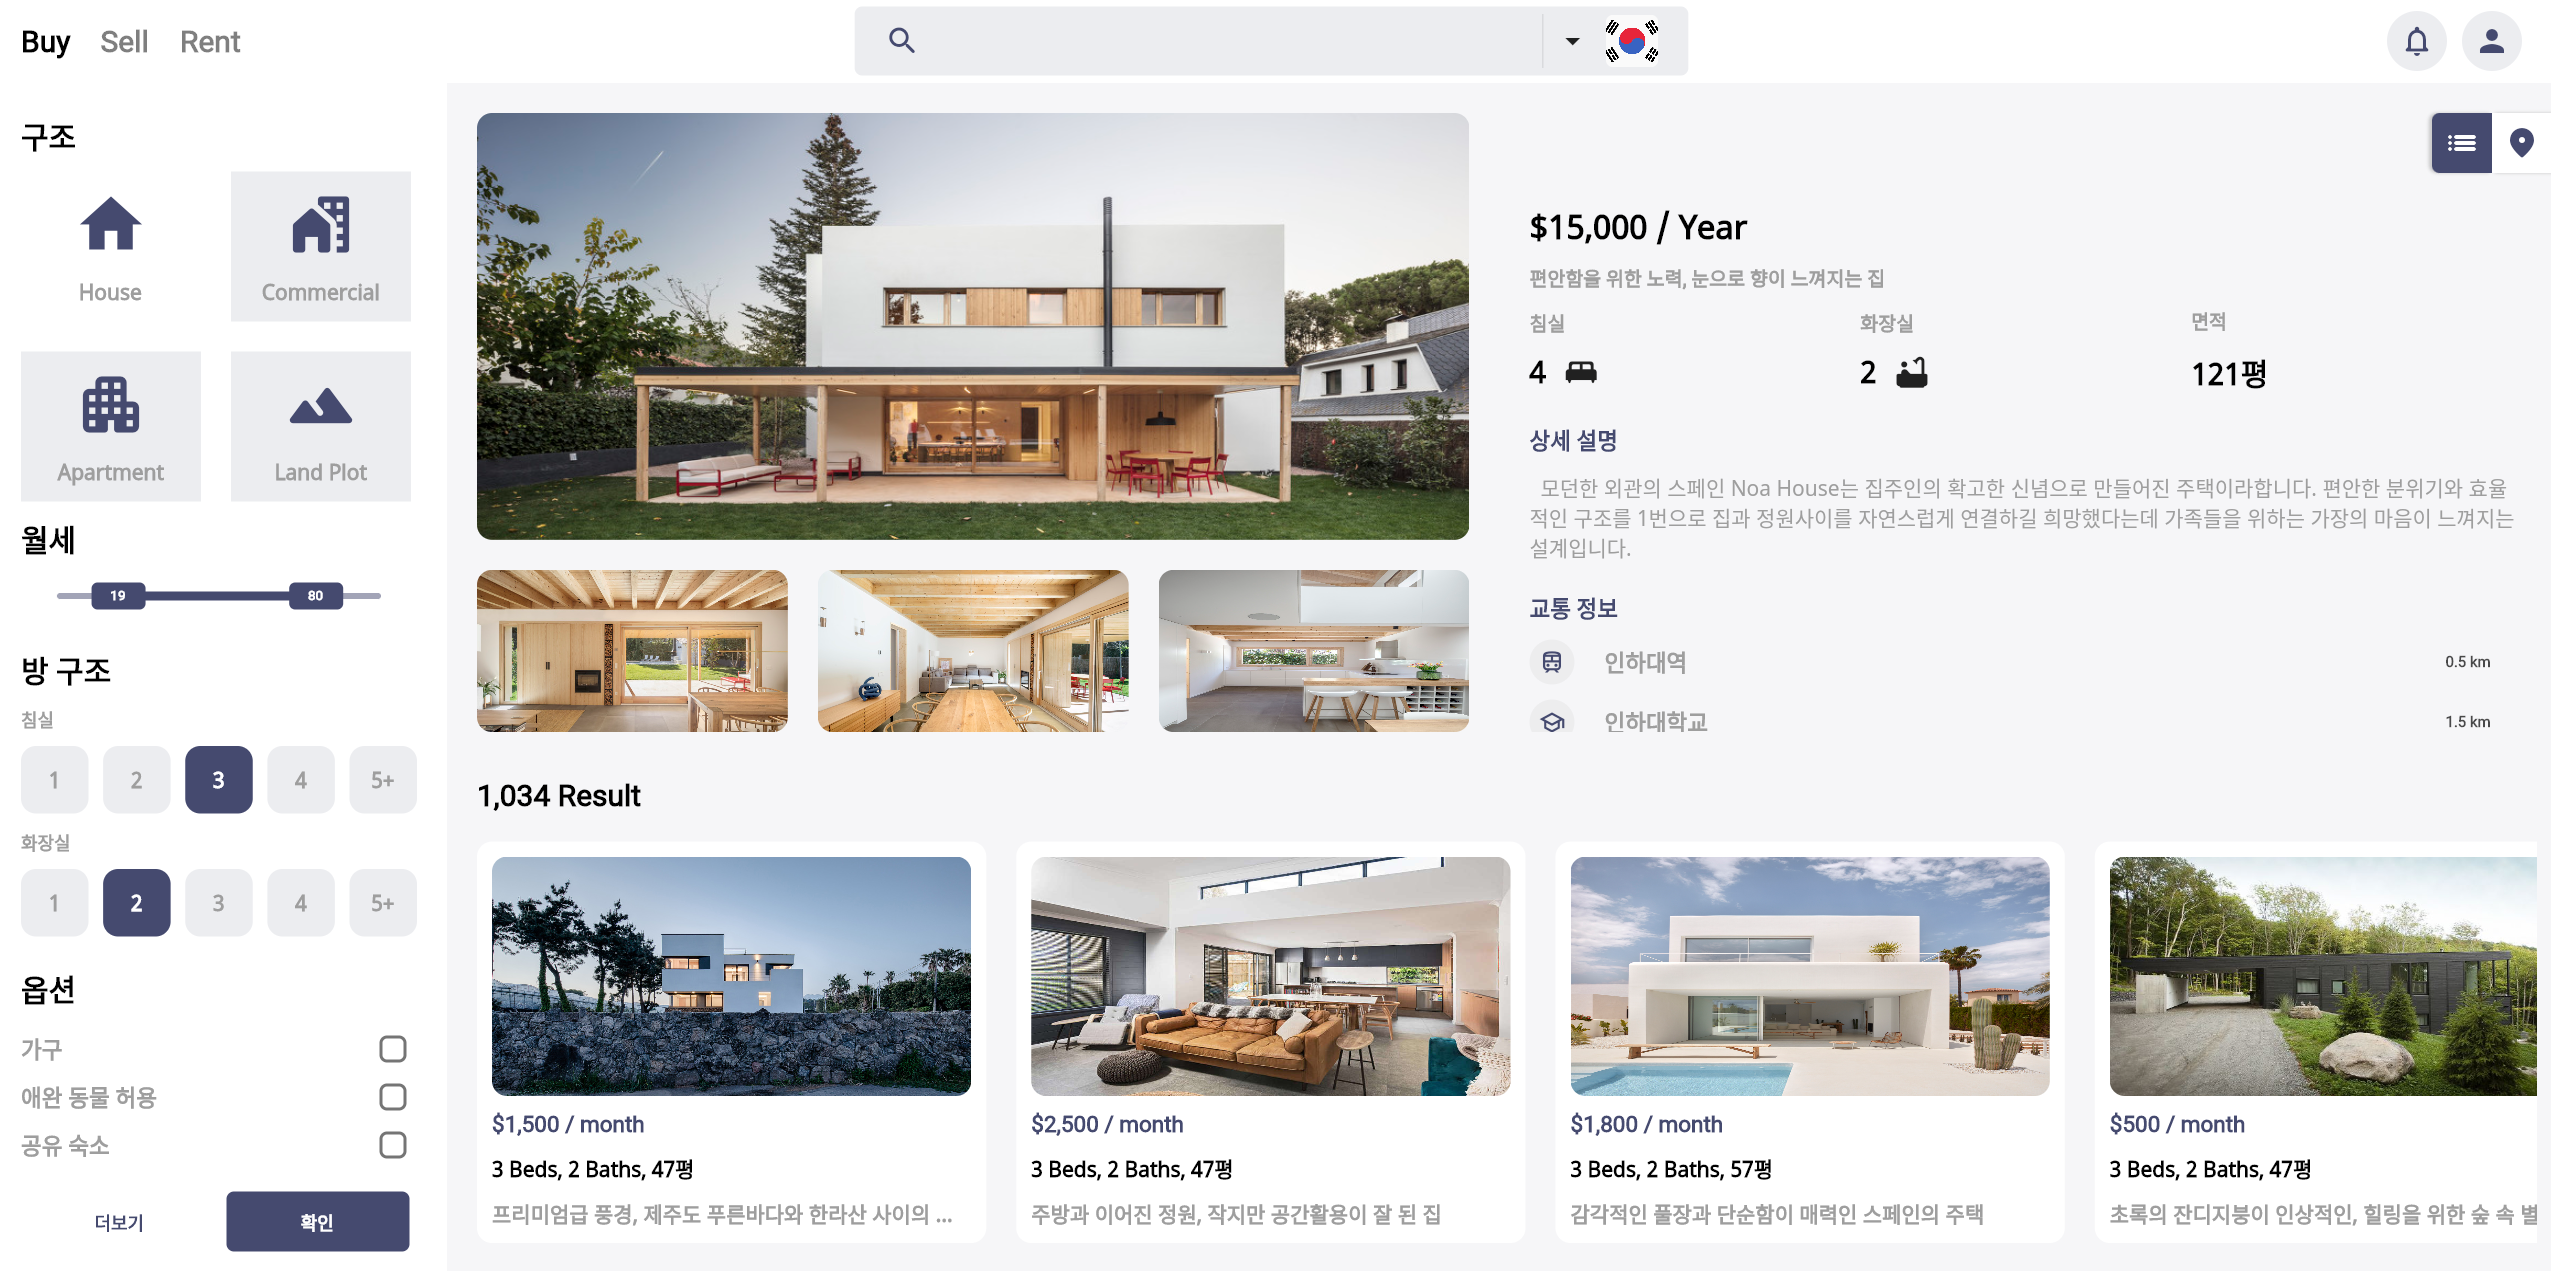 Buy Sell Rent
구조
House
Commercial
Apartment
Land Plot
월세
19 80
방 구조
침실
1 2 3 4 5+
화장실
1 2 3 4 5+
옵션
가구
애완 동물 허용
공유 숙소
더보기 확인
$15,000 / Year
편안함을 위한 노력, 눈으로 향이 느껴지는 집
침실 화장실 면적
4 2 121평
상세 설명
모던한 외관의 스페인 Noa House는 집주인의 확고한 신념으로 만들어진 주택이라합니다. 편안한 분위기와 효율
적인 구조를 1번으로 집과 정원사이를 자연스럽게 연결하길 희망했다는데 가족들을 위하는 가장의 마음이 느껴지는
설계입니다.
교통 정보
인하대역 0.5 km
인하대학교 1.5 km
1,034 Result
$1,500 / month
3 Beds, 2 Baths, 47평
프리미엄급 풍경, 제주도 푸른바다와 한라산 사이의 ...
$2,500 / month
3 Beds, 2 Baths, 47평
주방과 이어진 정원, 작지만 공간활용이 잘 된 집
$1,800 / month
3 Beds, 2 Baths, 57평
감각적인 풀장과 단순함이 매력인 스페인의 주택
$500 / month
3 Beds, 2 Baths, 47평
초록의 잔디지붕이 인상적인, 힐링을 위한 숲 속 별